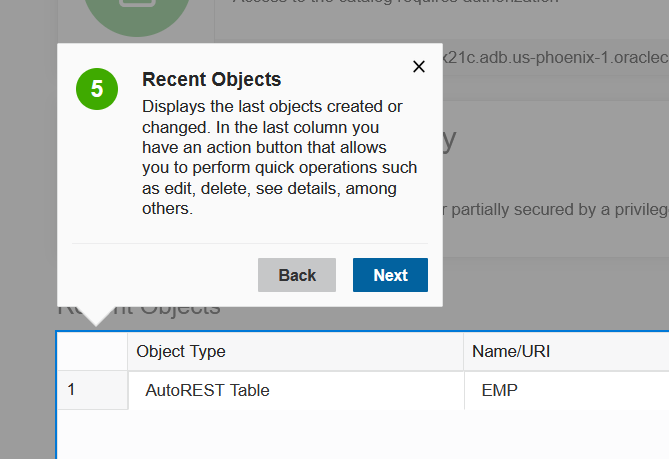 Access to the catalog requires authorization
5
Recent Objects
Displays the last objects created or
changed. In the last column you
have an action button that allows
you to perform quick operations such
as edit, delete, see details, among
others.
x21c.adb.us-phoenix-1.oraclec
y
r partially secured by a privileg
Back
Next
Recent Objects
Object Type
Name/URI
1
AutoREST Table
EMP